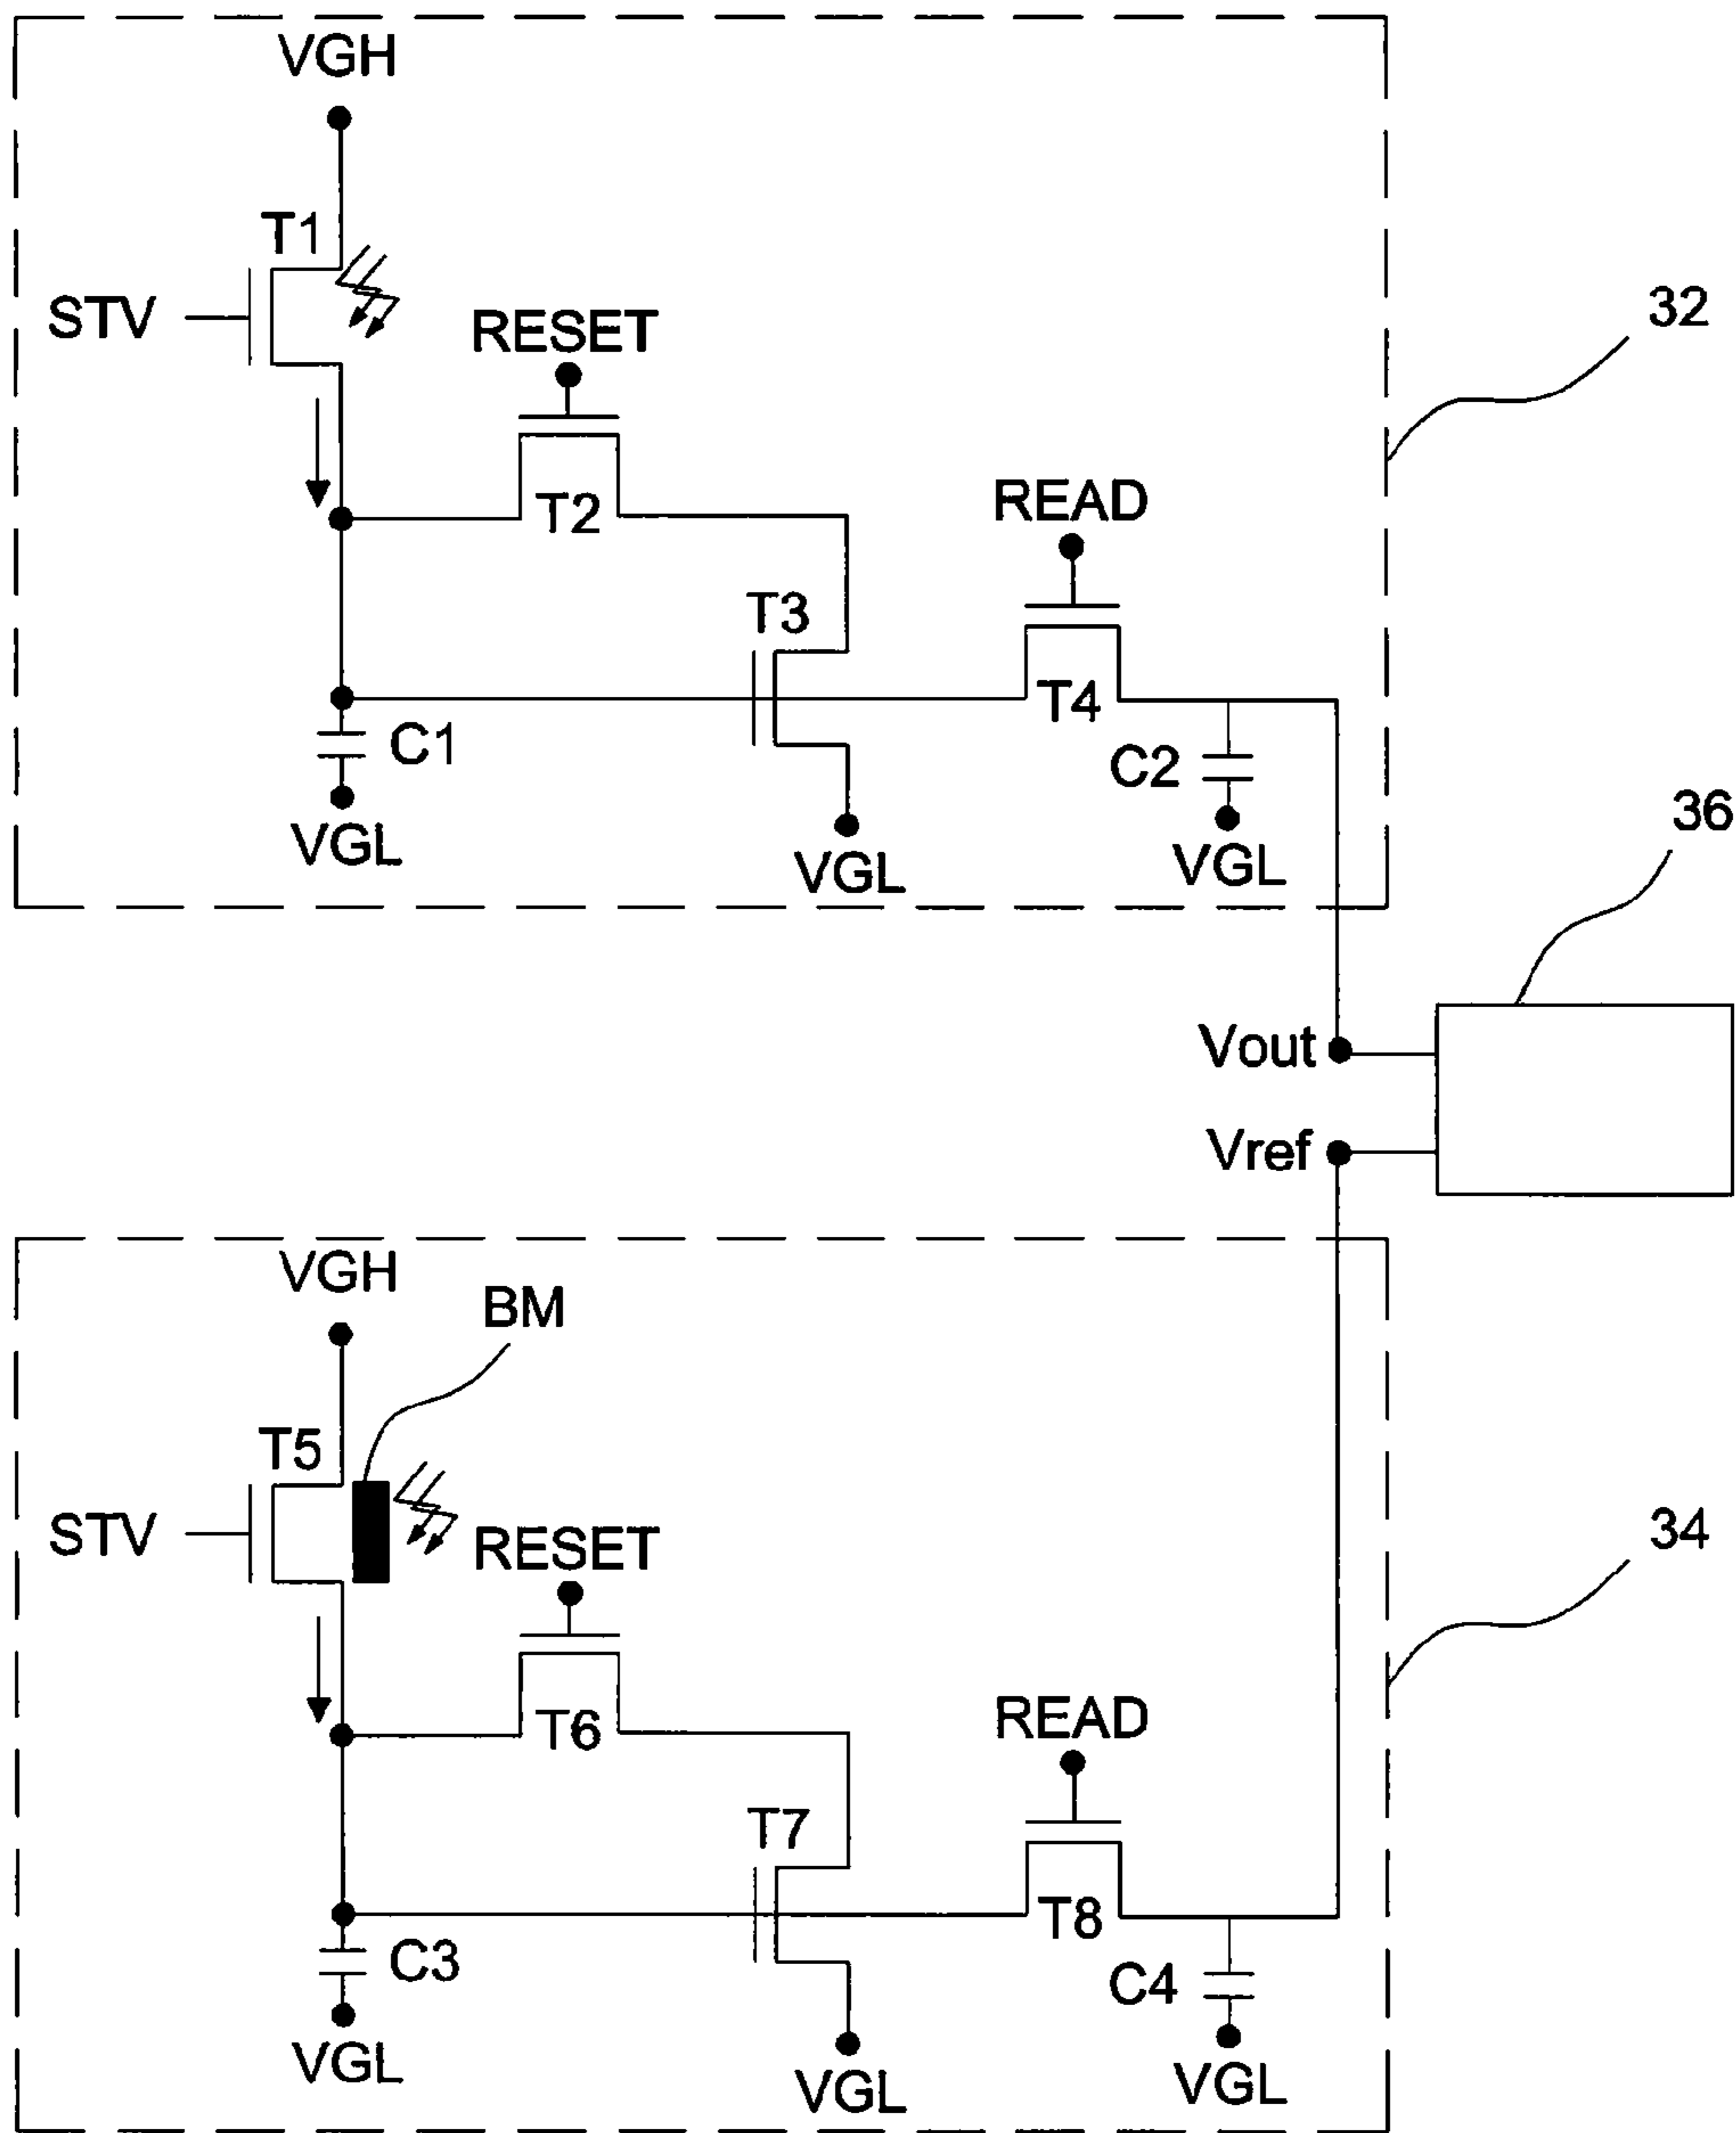 VGH
T1
STV
32
RESET
T2
READ
T3
T4
C1
C2
VGL
VGL
VGL
36
Vout
Vref
VGH
BM
T5
STV
RESET
34
T6
READ
T7
T8
C3
C4
VGL
VGL
VGL